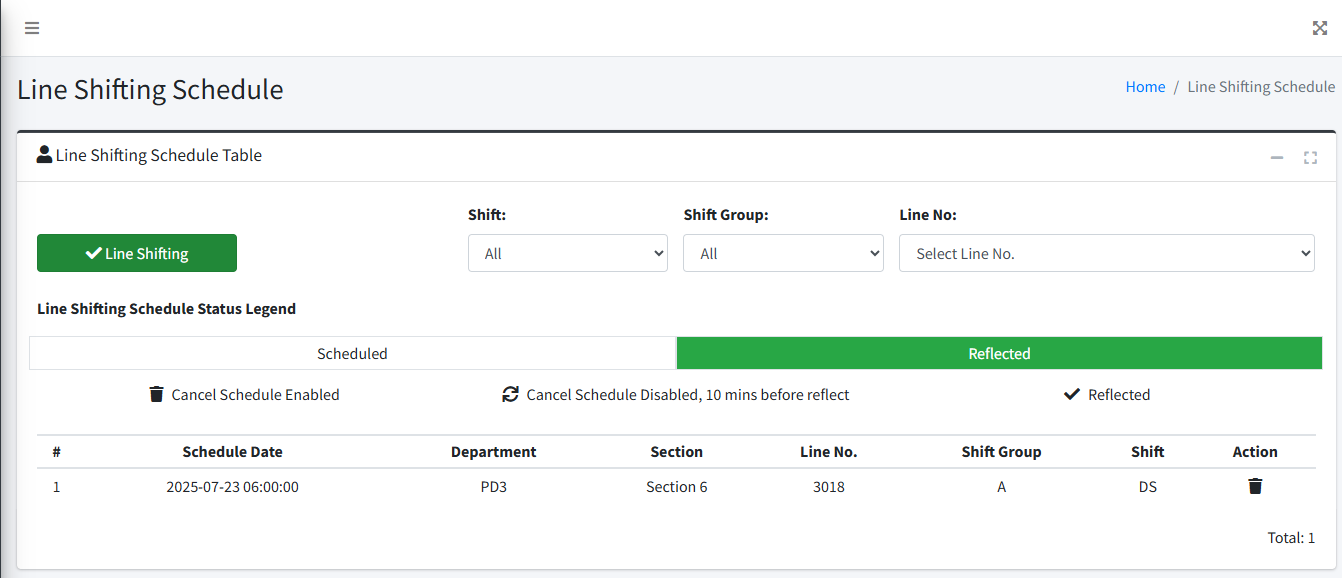 Line Shifting Schedule
Home / Line Shifting Schedule
Line Shifting Schedule Table
Shift: Shift Group: Line No:
Line Shifting All All Select Line No.
Line Shifting Schedule Status Legend
Scheduled Reflected
Cancel Schedule Enabled Cancel Schedule Disabled, 10 mins before reflect Reflected
# Schedule Date Department Section Line No. Shift Group Shift Action
1 2025-07-23 06:00:00 PD3 Section 6 3018 A DS
Total: 1